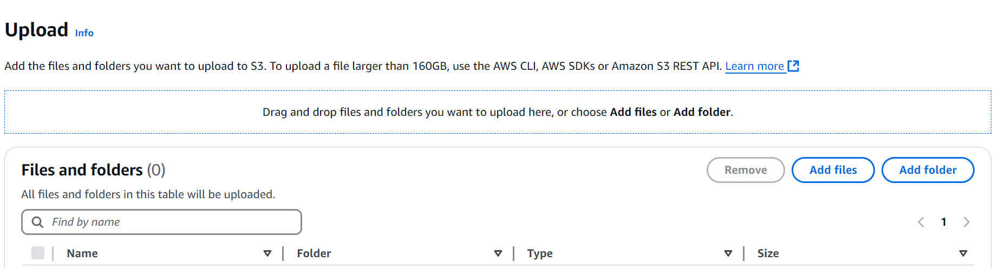 Upload Info
Add the files and folders you want to upload to S3. To upload a file larger than 160GB, use the AWS CLI, AWS SDKs or Amazon S3 REST API. Learn more
Drag and drop files and folders you want to upload here, or choose Add files or Add folder.
Files and folders (0)
Remove
Add files
Add folder
All files and folders in this table will be uploaded.
Find by name
1
Name
Folder
Type
Size